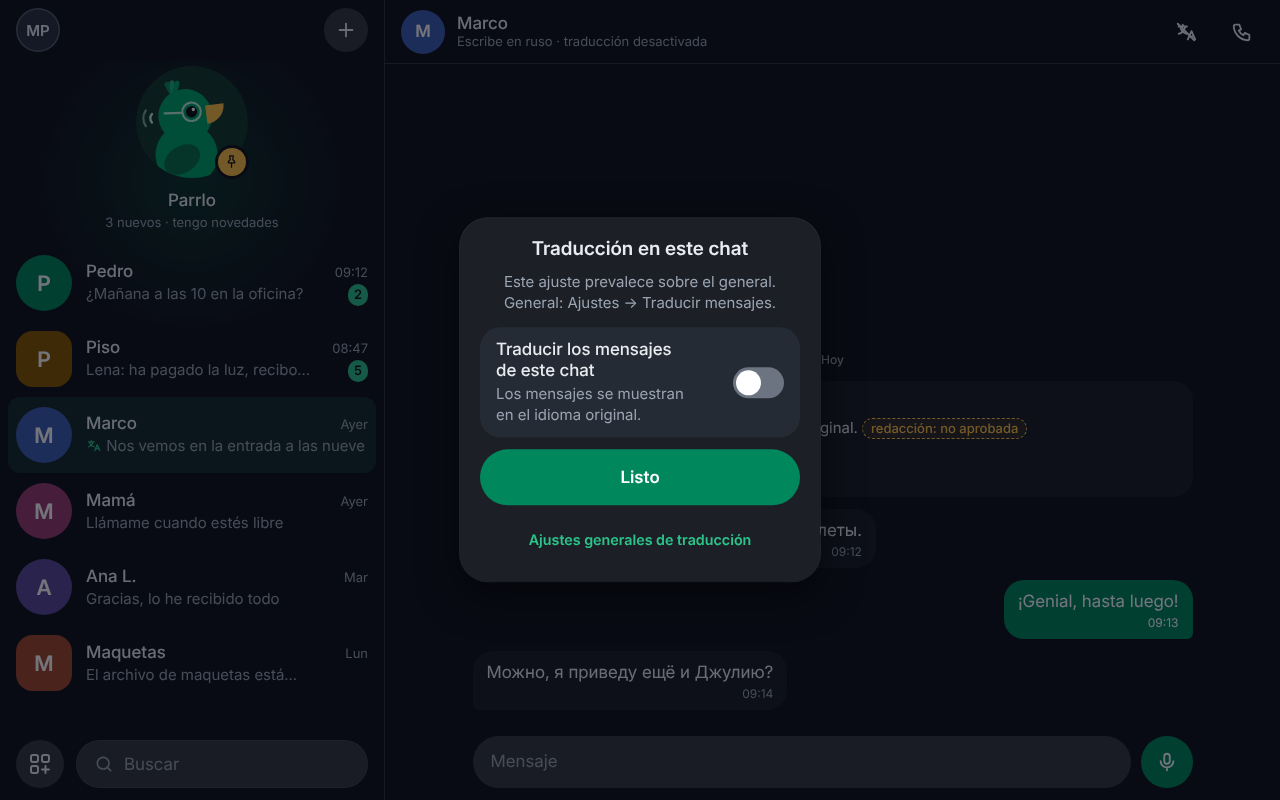 MP
Parrlo
3 nuevos · tengo novedades
P
Pedro
09:12
¿Mañana a las 10 en la oficina?
2
P
Piso
08:47
Lena: ha pagado la luz, recibo...
5
M
Marco
Ayer
Nos vemos en la entrada a las nueve
M
Mamá
Ayer
Llámame cuando estés libre
A
Ana L.
Mar
Gracias, lo he recibido todo
M
Maquetas
Lun
El archivo de maquetas está...
Buscar
M
Marco
Escribe en ruso · traducción desactivada
Hoy
ginal. redacción: no aprobada
леты.
09:12
¡Genial, hasta luego!
09:13
Можно, я приведу ещё и Джулию?
09:14
Mensaje
Traducción en este chat
Este ajuste prevalece sobre el general.
General: Ajustes → Traducir mensajes.
Traducir los mensajes
de este chat
Los mensajes se muestran
en el idioma original.
Listo
Ajustes generales de traducción